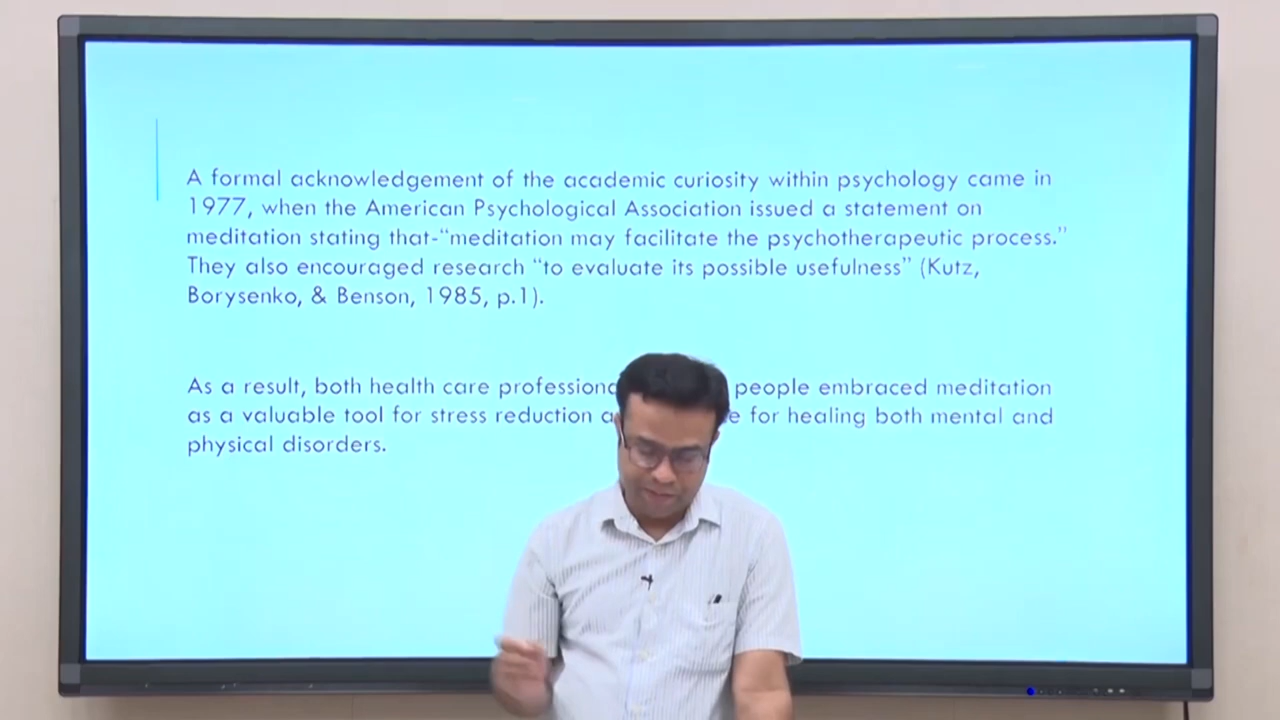 A formal acknowledgement of the academic curiosity within psychology came in
1977, when the American Psychological Association issued a statement on
meditation stating that-“meditation may facilitate the psychotherapeutic process.”
They also encouraged research “to evaluate its possible usefulness” (Kutz,
Borysenko, & Benson, 1985, p.1).
As a result, both health care people embraced meditation
as a valuable tool for stress reduction for healing both mental and
physical disorders.